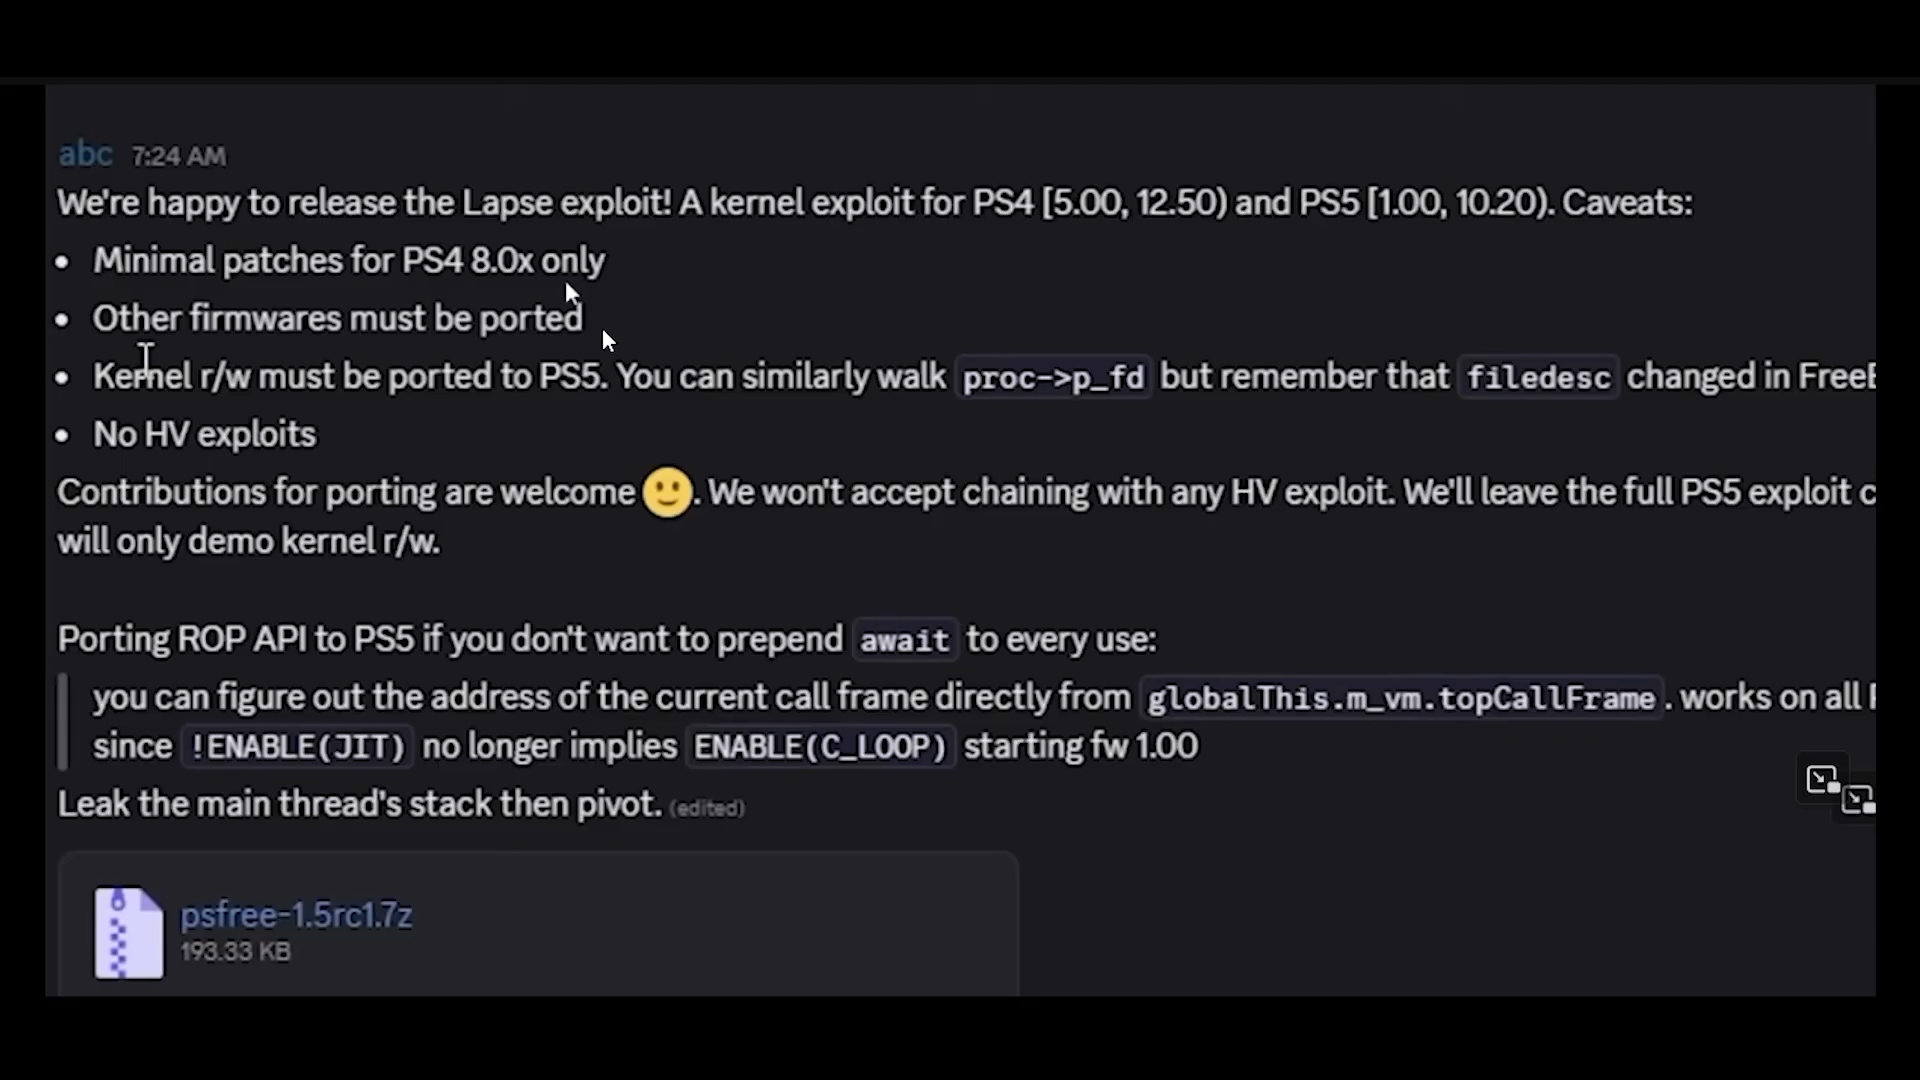 abc 7:24 AM
We're happy to release the Lapse exploit! A kernel exploit for PS4 [5.00, 12.50) and PS5 [1.00, 10.20). Caveats:
• Minimal patches for PS4 8.0x only
• Other firmwares must be ported
• Kernel r/w must be ported to PS5. You can similarly walk proc->p_fd but remember that filedesc changed in
• No HV exploits
Contributions for porting are welcome 🙂. We won't accept chaining with any HV exploit. We'll leave the full PS5 exploit
will only demo kernel r/w.
Porting ROP API to PS5 if you don't want to prepend await to every use:
you can figure out the address of the current call frame directly from globalThis.m_vm.topCallFrame. works on all
since !ENABLE(JIT) no longer implies ENABLE(C_LOOP) starting fw 1.00
Leak the main thread's stack then pivot. (edited)
psfree-1.5rc1.7z
193.33 KB